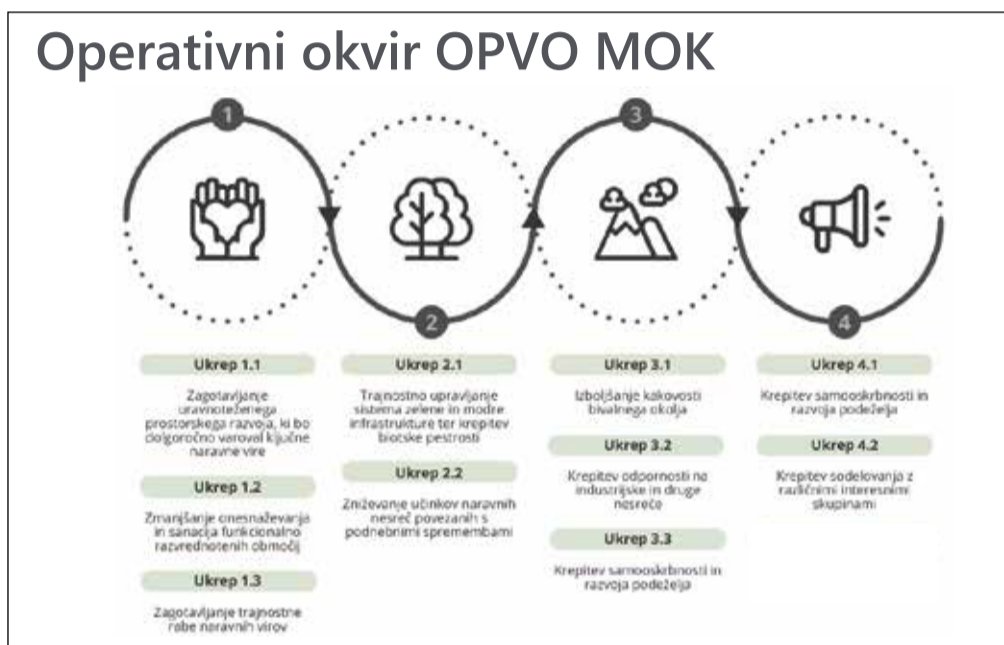 Operativni okvir OPVO MOK
1
2
3
4
Ukrep 1.1
Zagotavljanje
uravnoteženega
prostorskega razvoja, ki bo
dolgoročno varoval ključne
naravne vire
Ukrep 1.2
Zmanjšanje onesnaževanja
in sanacija funkcionalno
razvrednotenih območij
Ukrep 1.3
Zagotavljanje trajnostne
rabe naravnih virov
Ukrep 2.1
Trajnostno upravljanje
sistema zelene in modre
infrastrukture ter krepitev
biotske pestrosti
Ukrep 2.2
Zniževanje učinkov naravnih
nesreč povezanih s
podnebnimi spremembami
Ukrep 3.1
Izboljšanje kakovosti
bivalnega okolja
Ukrep 3.2
Krepitev odpornosti na
industrijske in druge
nesreče
Ukrep 3.3
Krepitev samooskrbnosti in
razvoja podeželja
Ukrep 4.1
Krepitev samooskrbnosti in
razvoja podeželja
Ukrep 4.2
Krepitev sodelovanja z
različnimi interesnimi
skupinami